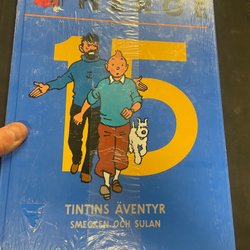 15
TINTINS ÄVENTYR
SMECKEN OCH SULAN